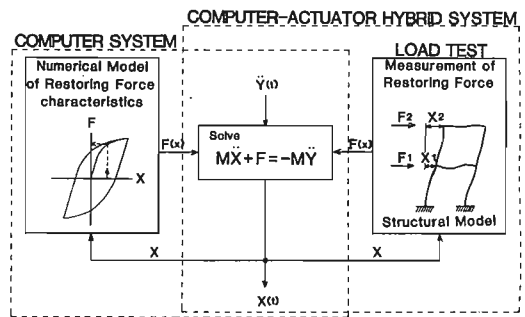 COMPUTER-ACTUATOR HYBRID SYSTEM
COMPUTER SYSTEM
Numerical Model
of Restoring Force
characteristics
F
X
F(x)
Ÿ(t)
Solve
MẌ+F=-MŸ
F(x)
LOAD TEST
Measurement of
Restoring Force
F2
X2
F1
X1
Structural Model
X
X
X(t)